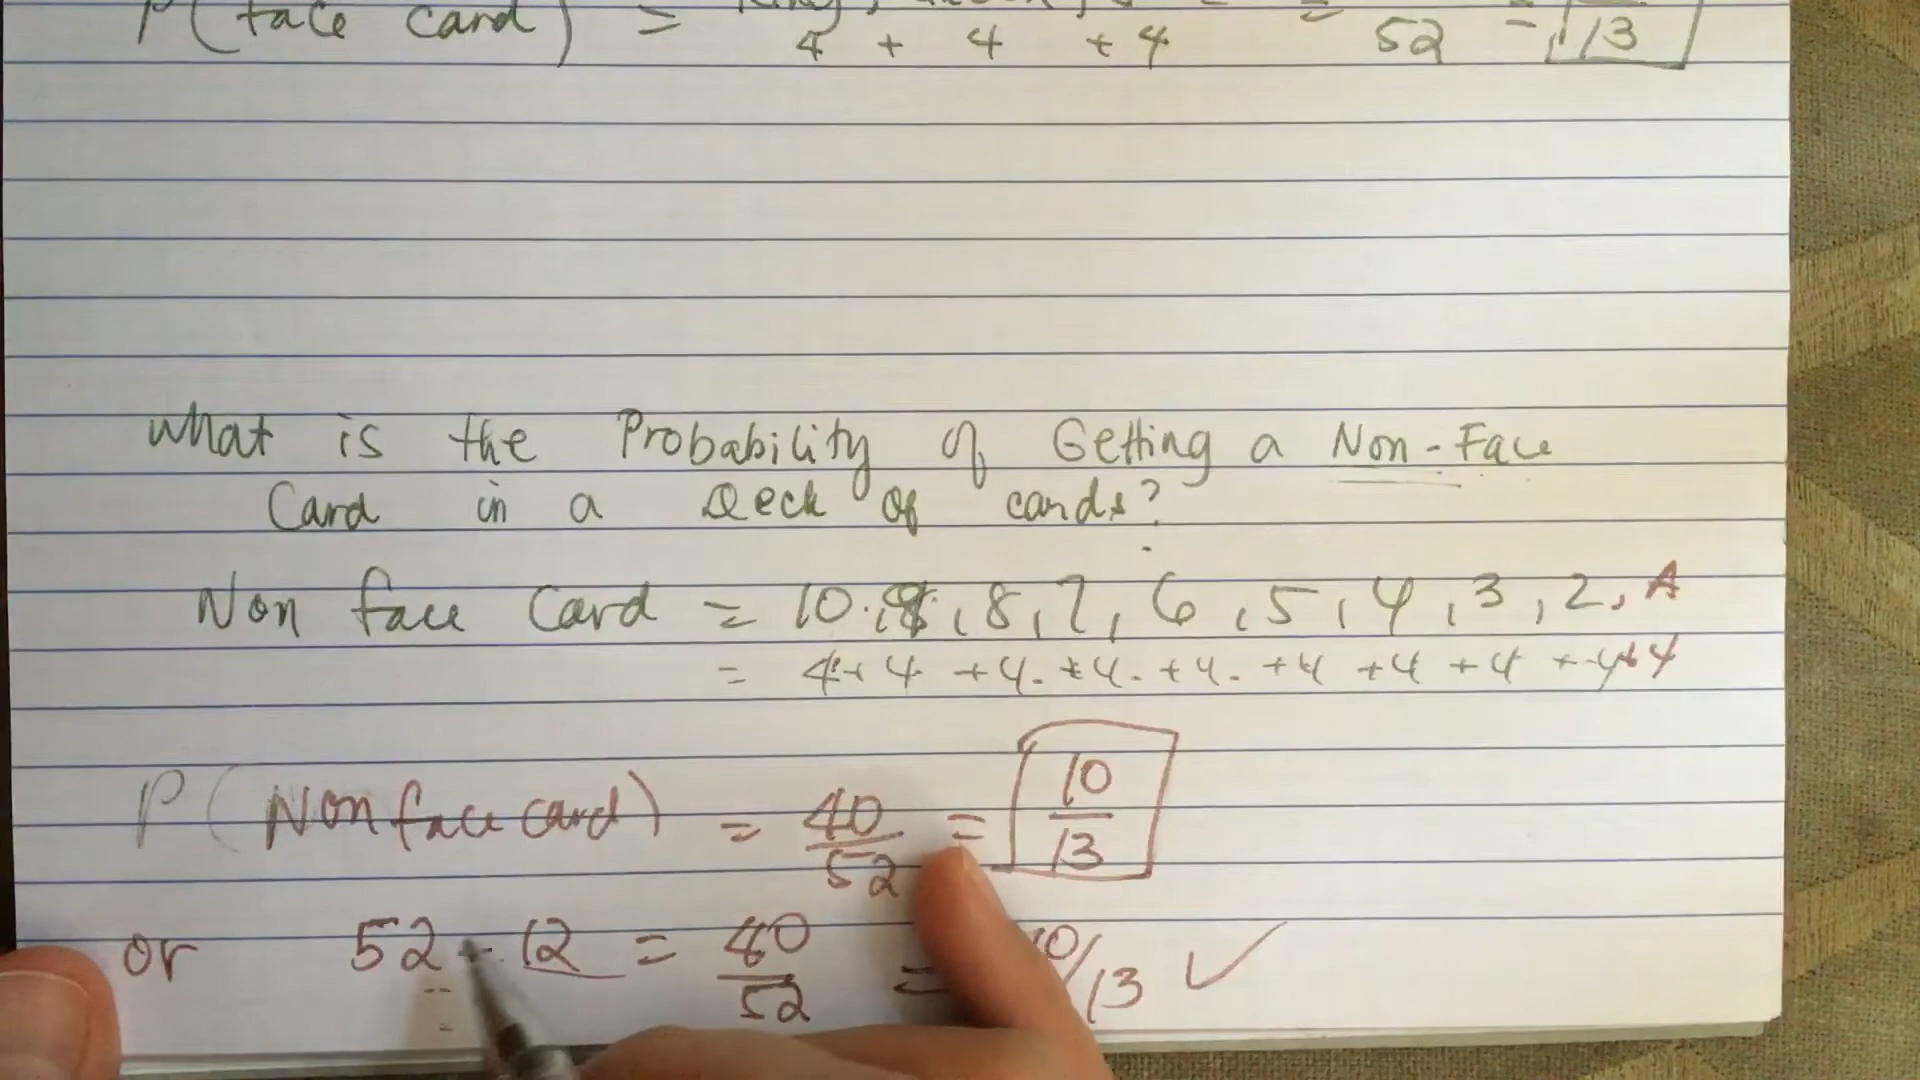 P(face card) =
4 + 4 + 4 = 52 = 13
What is the Probability of Getting a Non-Face
Card in a Deck of cards?
Non face Card = 10, 9, 8, 7, 6, 5, 4, 3, 2, A
= 4+4+4+4+4+4+4+4+4+4
P(Non face card) = 40/52 = 10/13
or 52 - 12 = 40/52 = 10/13 ✓